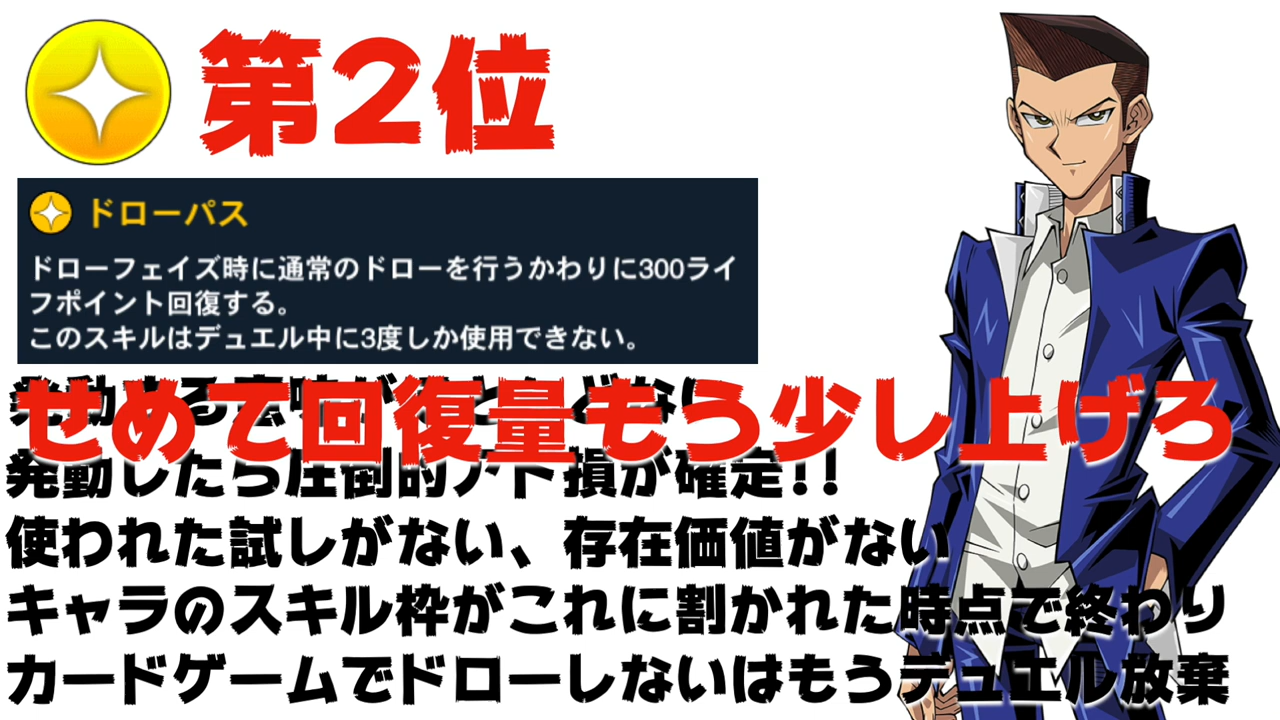 第2位
ドローパス
ドローフェイズ時に通常のドローを行うかわりに300ライ
フポイント回復する。
このスキルはデュエル中に3度しか使用できない。
せめて回復量もう少し上げろ
発動したら圧倒的アド損が確定!!
使われた試しがない、存在価値がない
キャラのスキル枠がこれに割かれた時点で終わり
カードゲームでドローしないはもうデュエル放棄